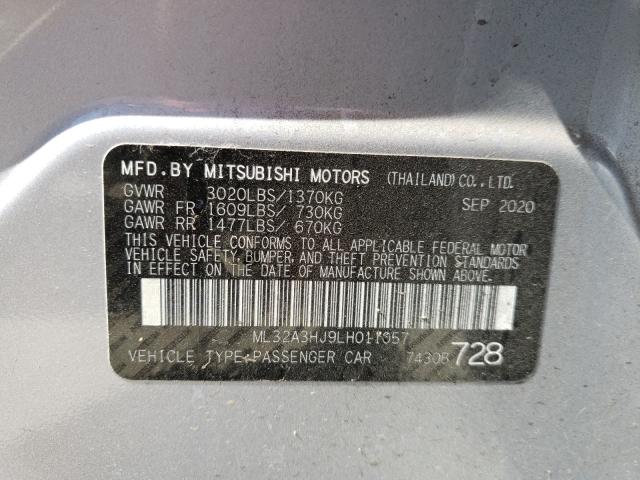 MFD. BY MITSUBISHI MOTORS (THAILAND) CO., LTD.
GVWR 3020LBS/1370KG SEP 2020
GAWR FR 1609LBS/ 730KG
GAWR RR 1477LBS/ 670KG
THIS VEHICLE CONFORMS TO ALL APPLICABLE FEDERAL MOTOR
VEHICLE SAFETY, BUMPER, AND THEFT PREVENTION STANDARDS
IN EFFECT ON THE DATE OF MANUFACTURE SHOWN ABOVE.
VEHICLE TYPE:PASSENGER CAR 7430B 728